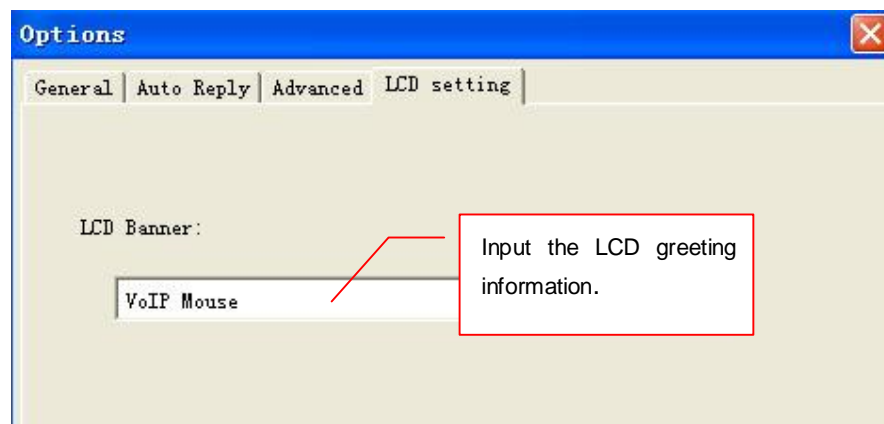 Options
General Auto Reply Advanced LCD setting
LCD Banner:
Input the LCD greeting
information.
VoIP Mouse